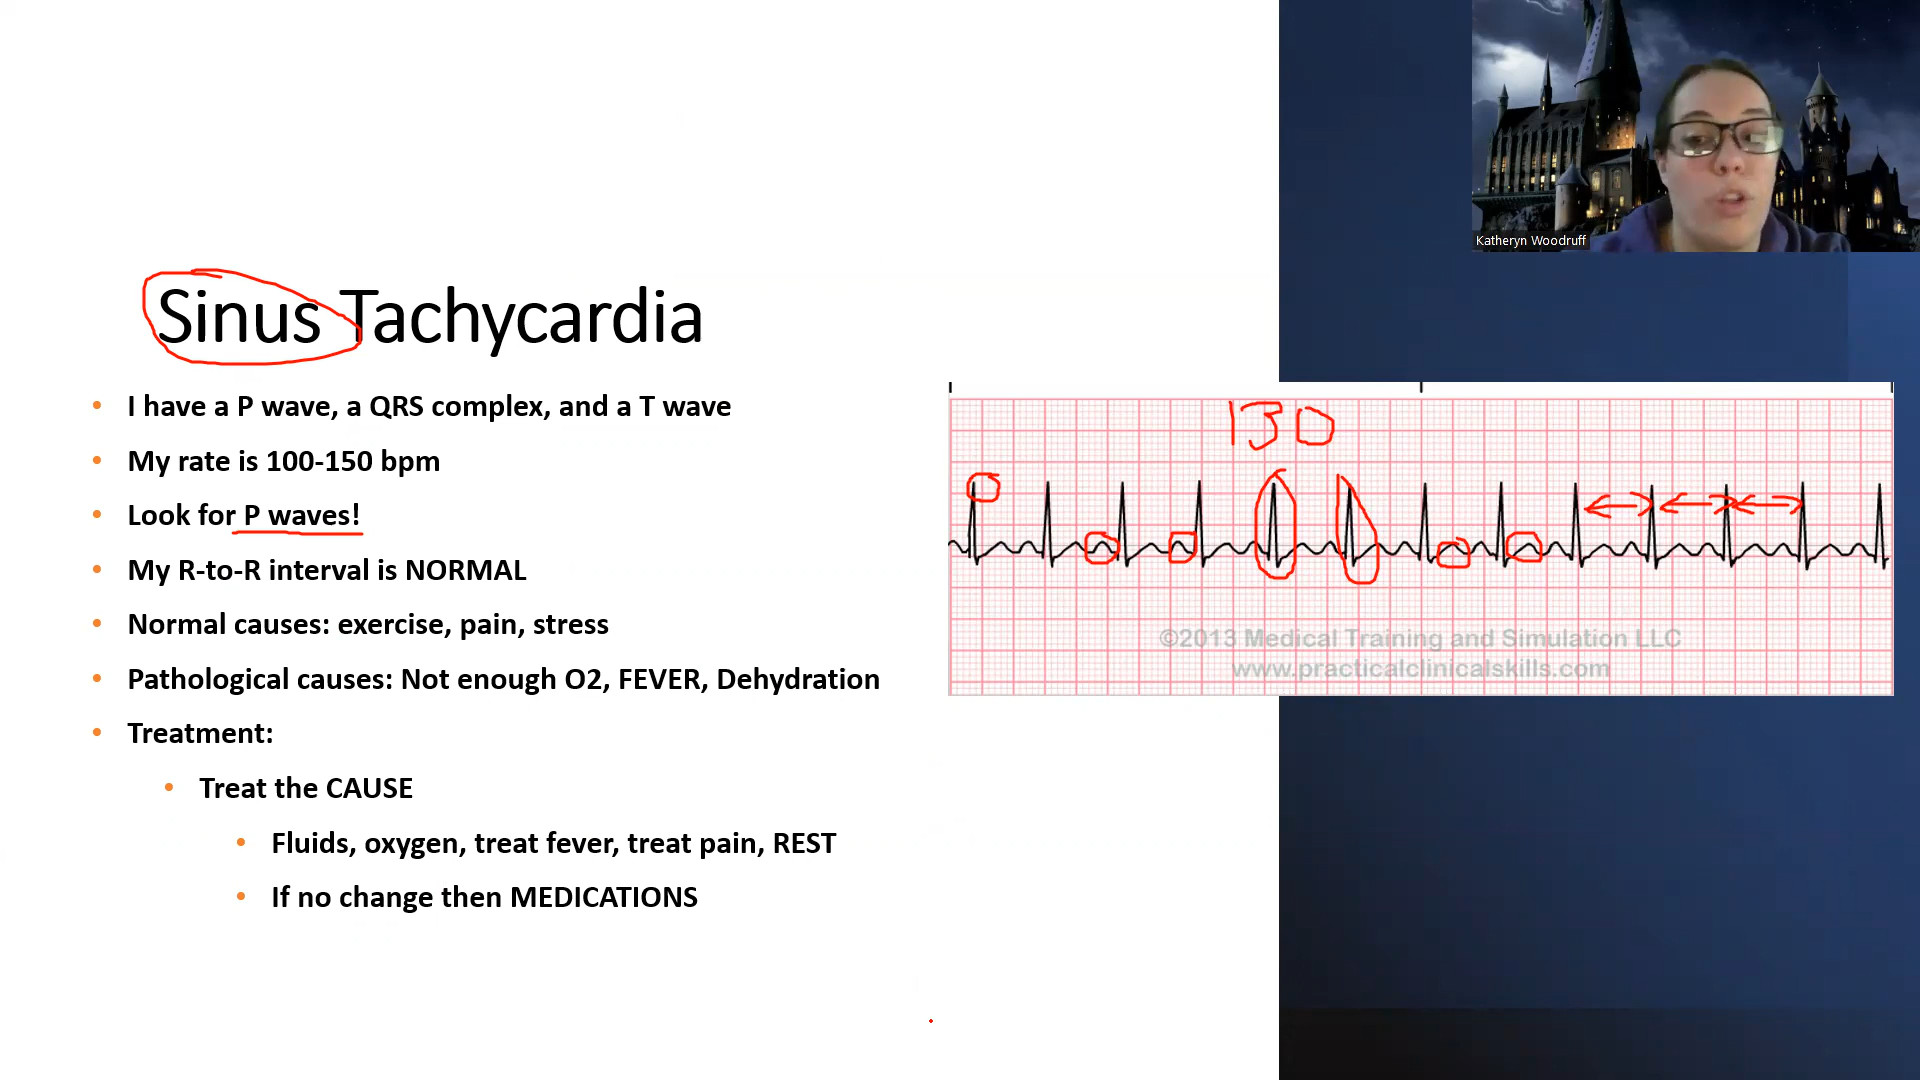 Katheryn Woodruff
Sinus Tachycardia
• I have a P wave, a QRS complex, and a T wave
• My rate is 100-150 bpm
• Look for P waves!
• My R-to-R interval is NORMAL
• Normal causes: exercise, pain, stress
• Pathological causes: Not enough O2, FEVER, Dehydration
• Treatment:
• Treat the CAUSE
• Fluids, oxygen, treat fever, treat pain, REST
• If no change then MEDICATIONS
130
©2013 Medical Training and Simulation LLC
www.practicalclinicalskills.com